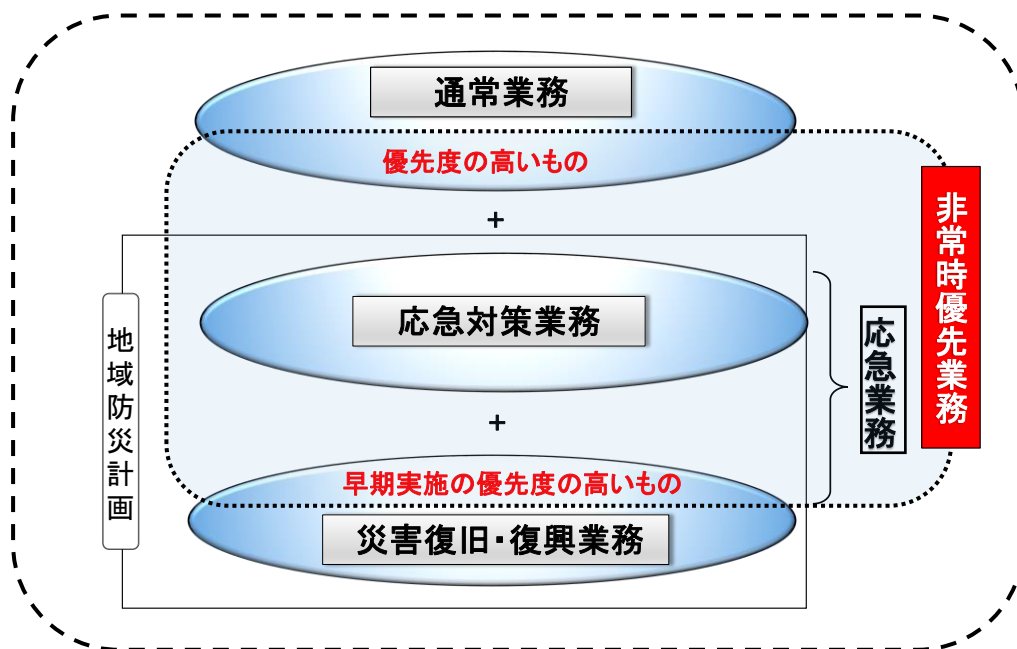 通常業務
優先度の高いもの
+
応急対策業務
+
早期実施の優先度の高いもの
災害復旧・復興業務
地域防災計画
応急業務
非常時優先業務